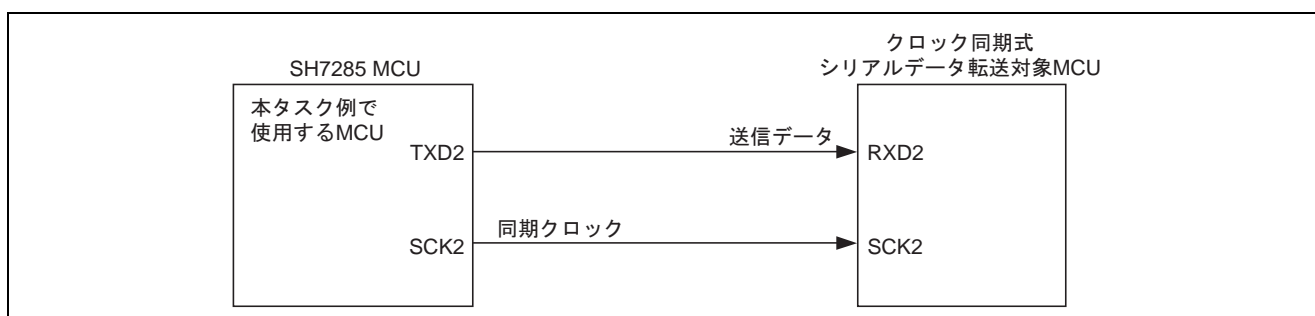 SH7285 MCU
クロック同期式
シリアルデータ転送対象MCU
本タスク例で
使用するMCU
TXD2
送信データ
RXD2
SCK2
同期クロック
SCK2